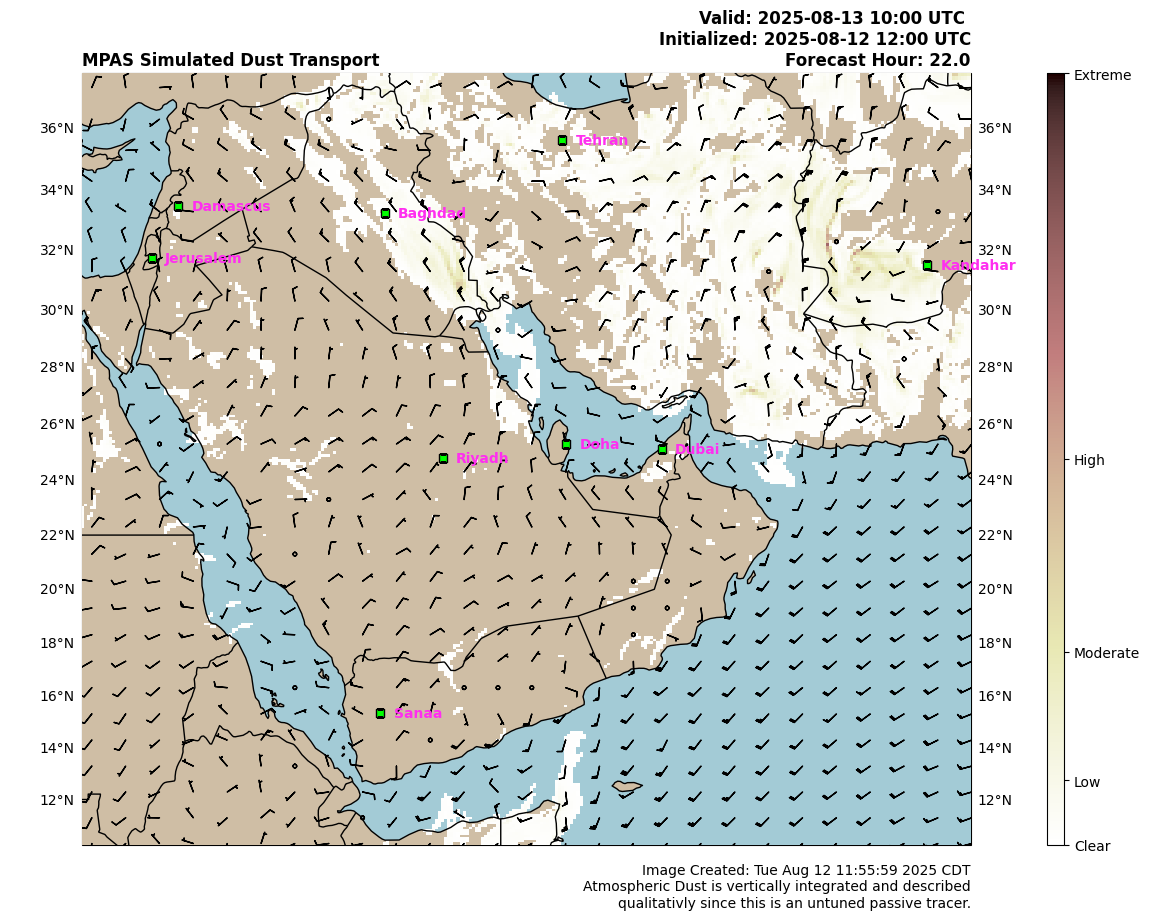 Valid: 2025-08-13 10:00 UTC
Initialized: 2025-08-12 12:00 UTC
MPAS Simulated Dust Transport
Forecast Hour: 22.0
Extreme
36°N
Tehran
36°N
34°N
Damascus
Baghdad
34°N
32°N
Jerusalem
32°N
Kandahar
30°N
30°N
28°N
28°N
26°N
Doha
Dubai
26°N
Riyadh
High
24°N
24°N
22°N
22°N
20°N
20°N
18°N
18°N
Moderate
16°N
16°N
Sanaa
14°N
14°N
12°N
12°N
Low
Clear
Image Created: Tue Aug 12 11:55:59 2025 CDT
Atmospheric Dust is vertically integrated and described
qualitativly since this is an untuned passive tracer.